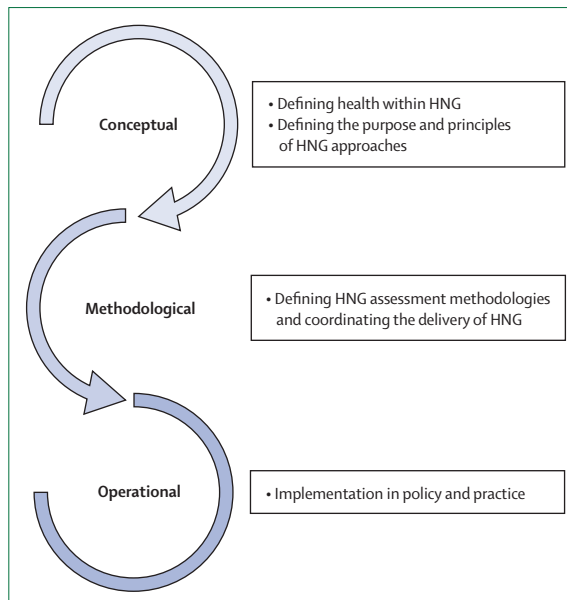 Conceptual
• Defining health within HNG
• Defining the purpose and principles
of HNG approaches
Methodological
• Defining HNG assessment methodologies
and coordinating the delivery of HNG
Operational
• Implementation in policy and practice